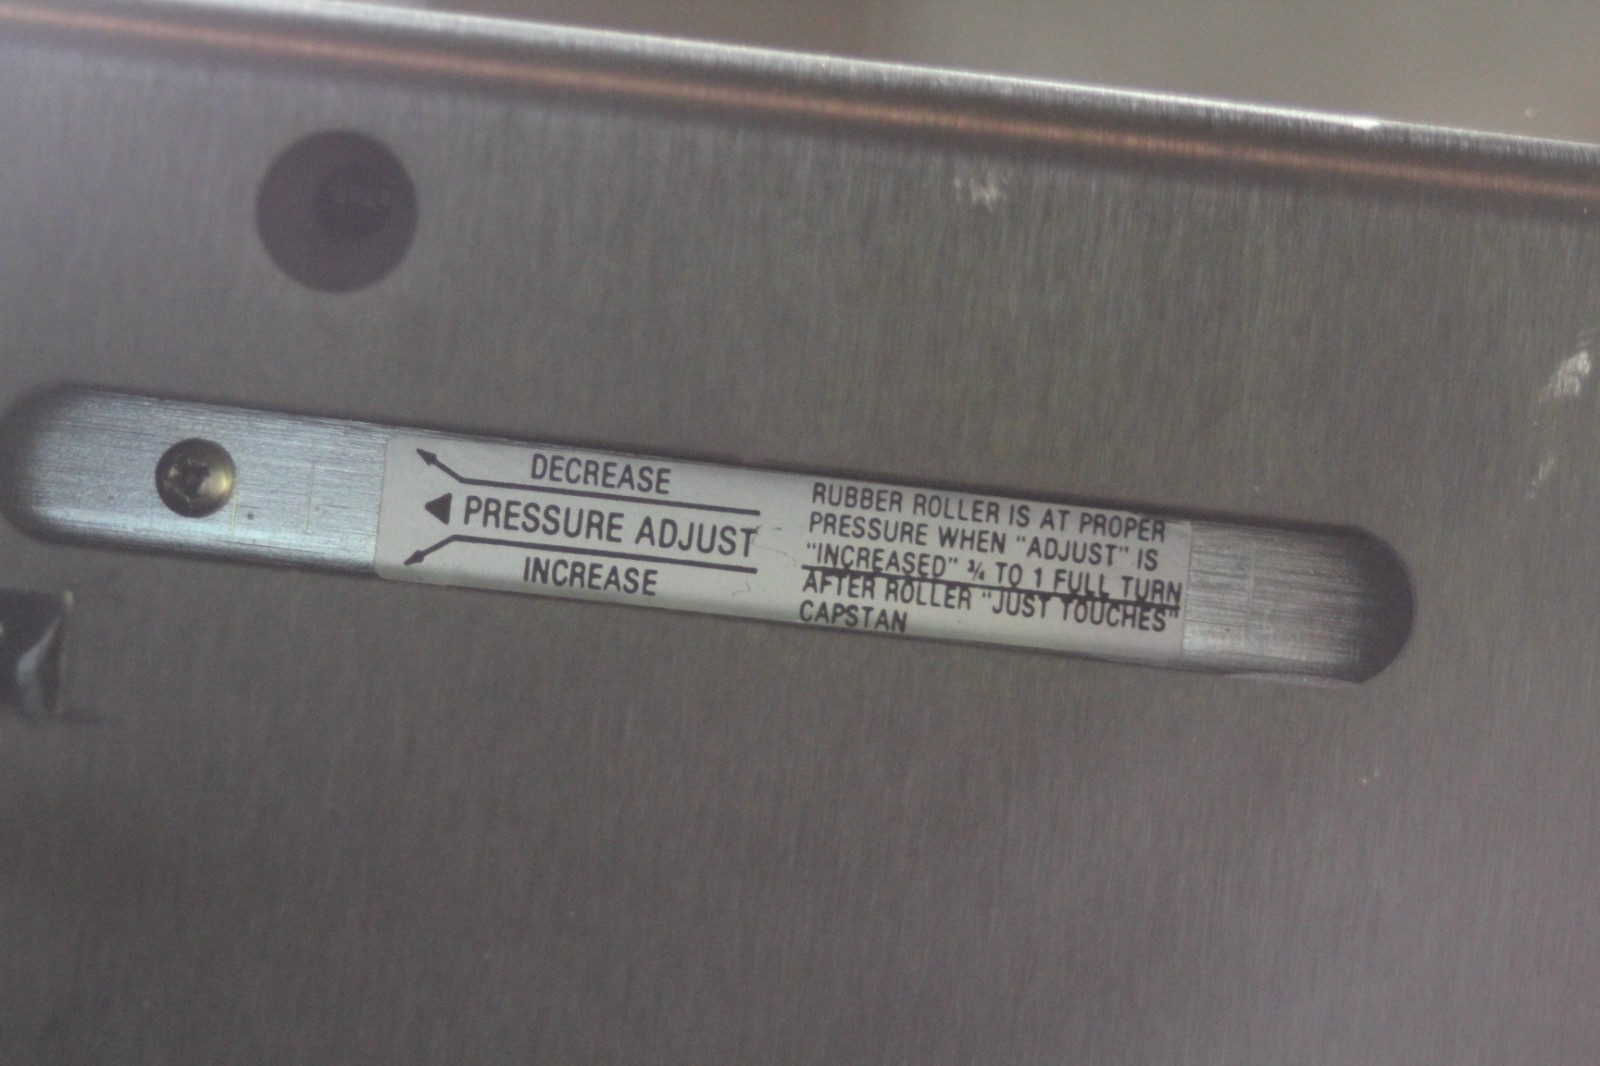 DECREASE
PRESSURE ADJUST
INCREASE
RUBBER ROLLER IS AT PROPER
PRESSURE WHEN "ADJUST" IS
"INCREASED" ¾ TO 1 FULL TURN
AFTER ROLLER "JUST TOUCHES"
CAPSTAN